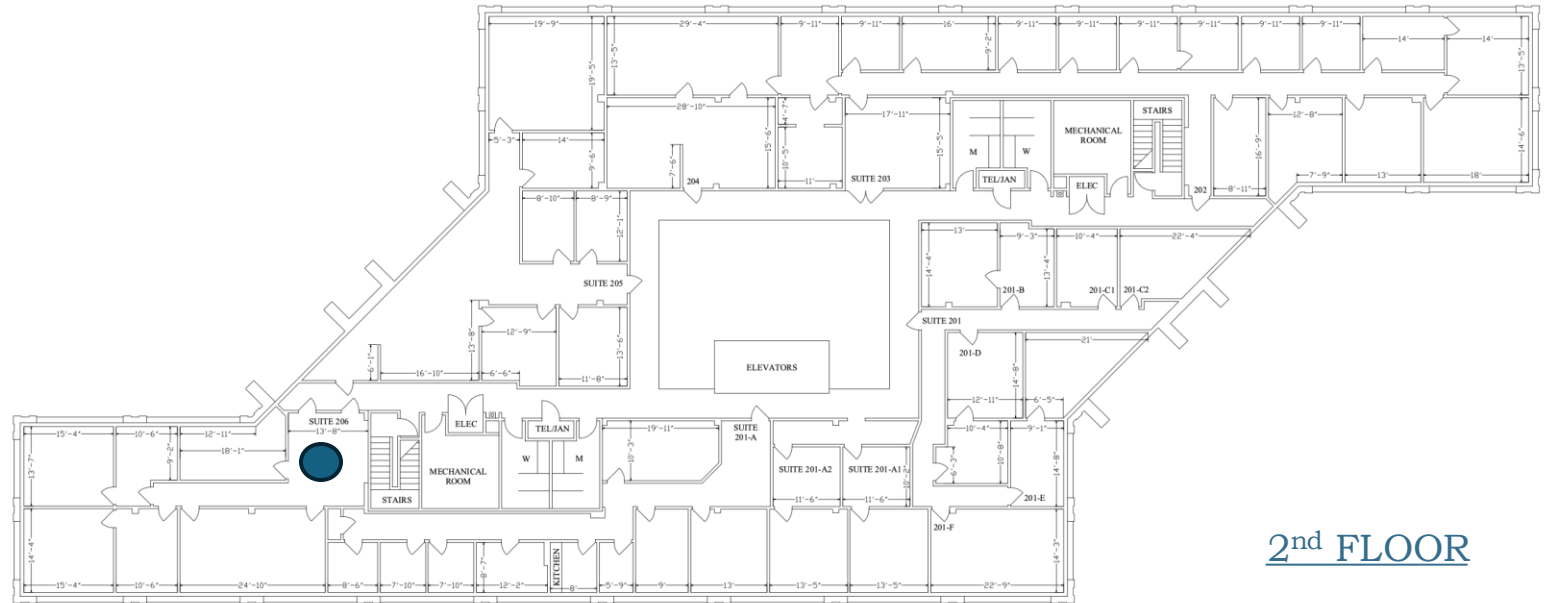 19'-9"
29'-4"
9'-11"
9'-11"
16'
9'-11"
9'-11"
9'-11"
9'-11"
9'-11"
9'-11"
14'
14'
13'-5"
19'-5"
9'-2"
13'-5"
28'-10"
4'-7"
17'-11"
STAIRS
12'-8"
5'-3"
14'
9'-6"
15'-6"
10'-5"
15'-5"
M
W
MECHANICAL
ROOM
16'-9"
14'-6"
7'-6"
204
11'
SUITE 203
TEL/JAN
ELEC
202
8'-11"
7'-9"
13'
18'
8'-10"
8'-9"
12'-1"
13'
9'-3"
10'-4"
22'-4"
14'-4"
13'-4"
SUITE 205
201-B
201-C1
201-C2
SUITE 201
13'-8"
12'-9"
13'-6"
21'
201-D
6'-1"
14'-8"
ELEVATORS
16'-10"
6'-6"
11'-8"
12'-11"
6'-5"
SUITE 206
13'-8"
ELEC
TEL/JAN
SUITE
201-A
15'-4"
10'-6"
12'-11"
19'-11"
10'-4"
9'-1"
18'-1"
9'-2"
13'-7"
10'-3"
W
M
MECHANICAL
ROOM
SUITE 201-A2
SUITE 201-A1
10'-2"
6'-3"
10'-8"
14'-8"
STAIRS
11'-6"
11'-6"
201-E
201-F
14'-4"
14'-3"
8'-7"
KITCHEN
15'-4"
10'-6"
24'-10"
8'-6"
7'-10"
7'-10"
12'-2"
8'
5'-9"
9'
13'
13'-5"
13'-5"
22'-9"
2nd FLOOR